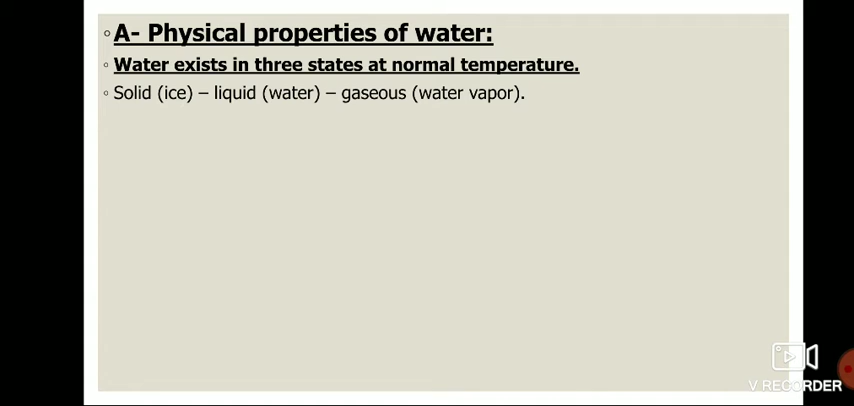 A- Physical properties of water:
Water exists in three states at normal temperature.
Solid (ice) – liquid (water) – gaseous (water vapor).
V RECORDER